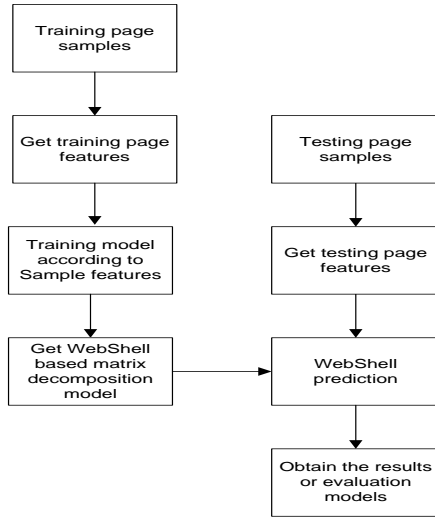 Training page
samples
Get training page
features
Training model
according to
Sample features
Get WebShell
based matrix
decomposition
model
Testing page
samples
Get testing page
features
WebShell
prediction
Obtain the results
or evaluation
models